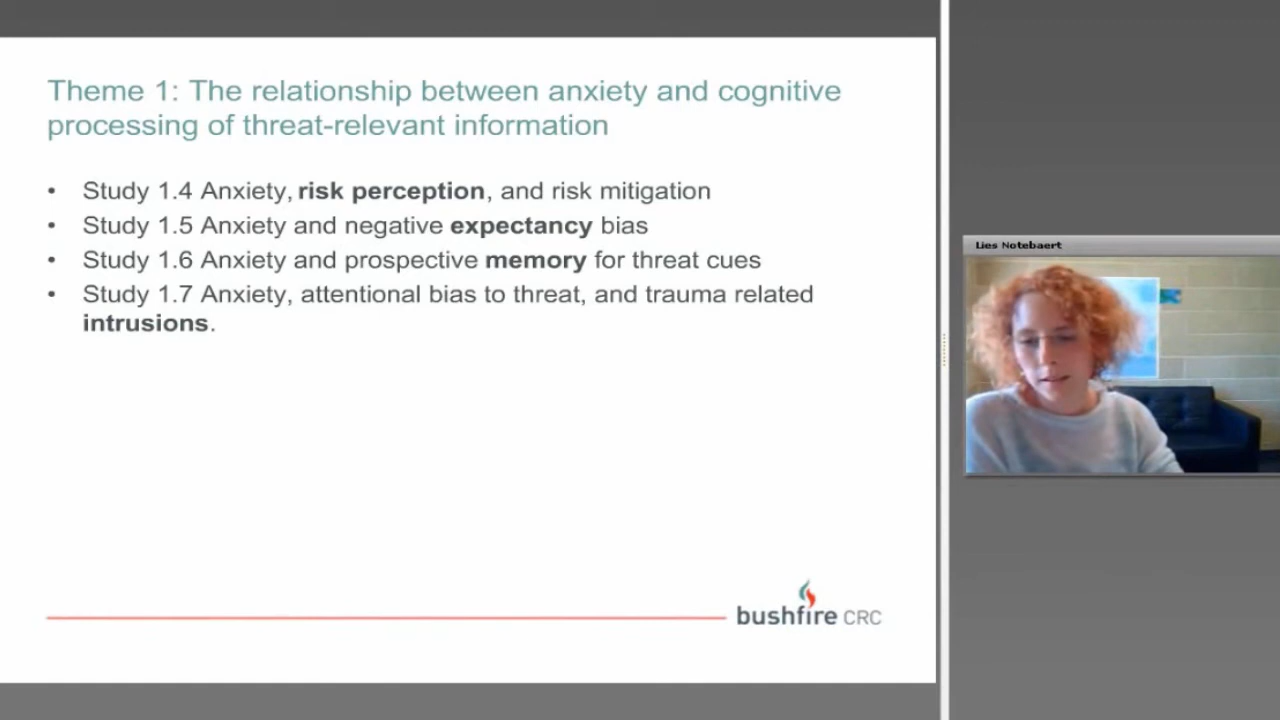 Theme 1: The relationship between anxiety and cognitive
processing of threat-relevant information
• Study 1.4 Anxiety, risk perception, and risk mitigation
• Study 1.5 Anxiety and negative expectancy bias
• Study 1.6 Anxiety and prospective memory for threat cues
• Study 1.7 Anxiety, attentional bias to threat, and trauma related
intrusions.
bushfire CRC
Lies Notebaert